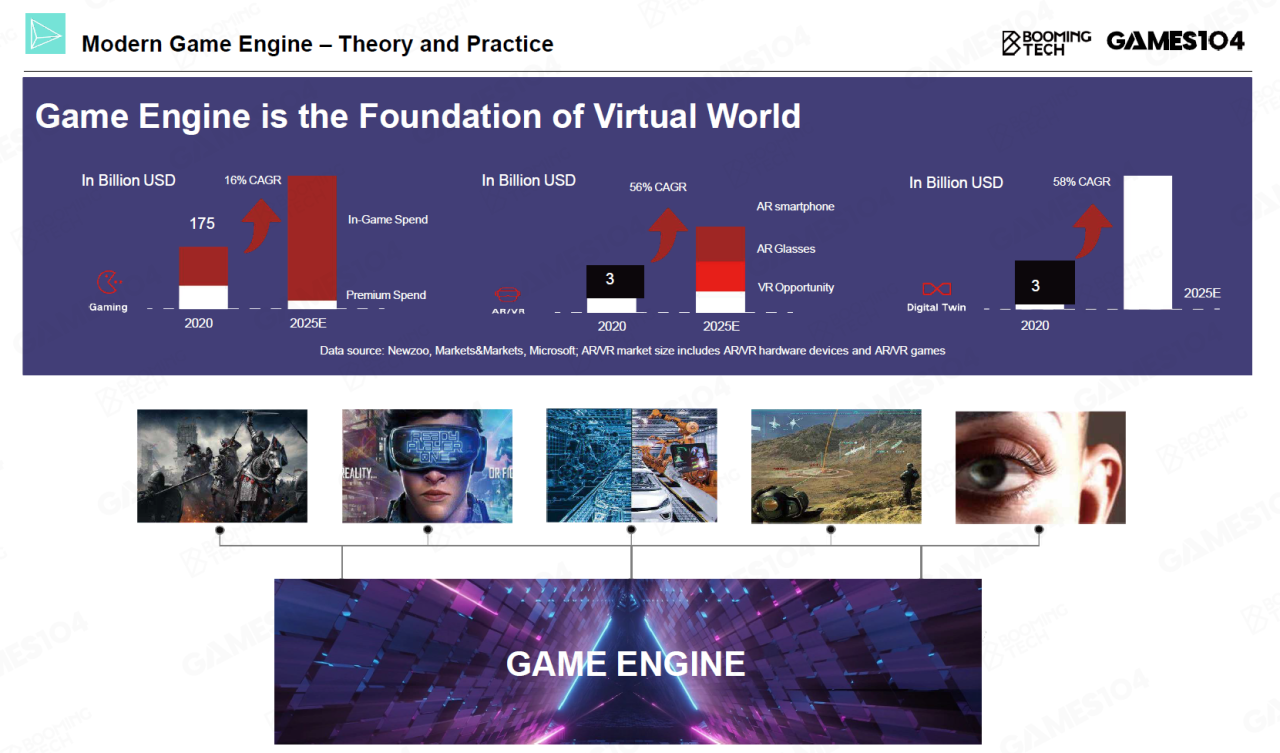 Modern Game Engine – Theory and Practice
BOOMING
TECH
GAMES104
Game Engine is the Foundation of Virtual World
In Billion USD
16% CAGR
175
In-Game Spend
Premium Spend
Gaming
2020
2025E
In Billion USD
56% CAGR
3
AR smartphone
AR Glasses
VR Opportunity
AR/VR
2020
2025E
In Billion USD
58% CAGR
3
2025E
Digital Twin
2020
Data source: Newzoo, Markets&Markets, Microsoft; AR/VR market size includes AR/VR hardware devices and AR/VR games
READY
PLAYER
ONE
REALITY...
GAME ENGINE